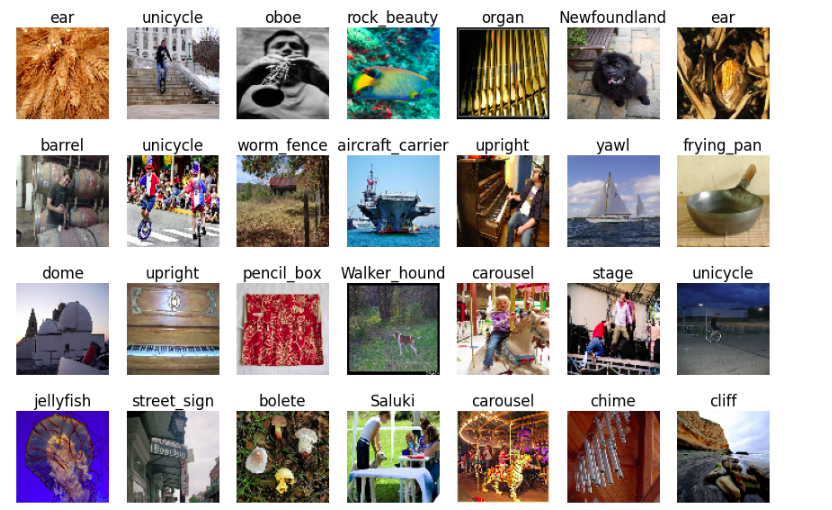 ear unicycle oboe rock_beauty organ Newfoundland ear
barrel unicycle worm_fence aircraft_carrier upright yawl frying_pan
dome upright pencil_box Walker_hound carousel stage unicycle
jellyfish street_sign bolete Saluki carousel chime cliff